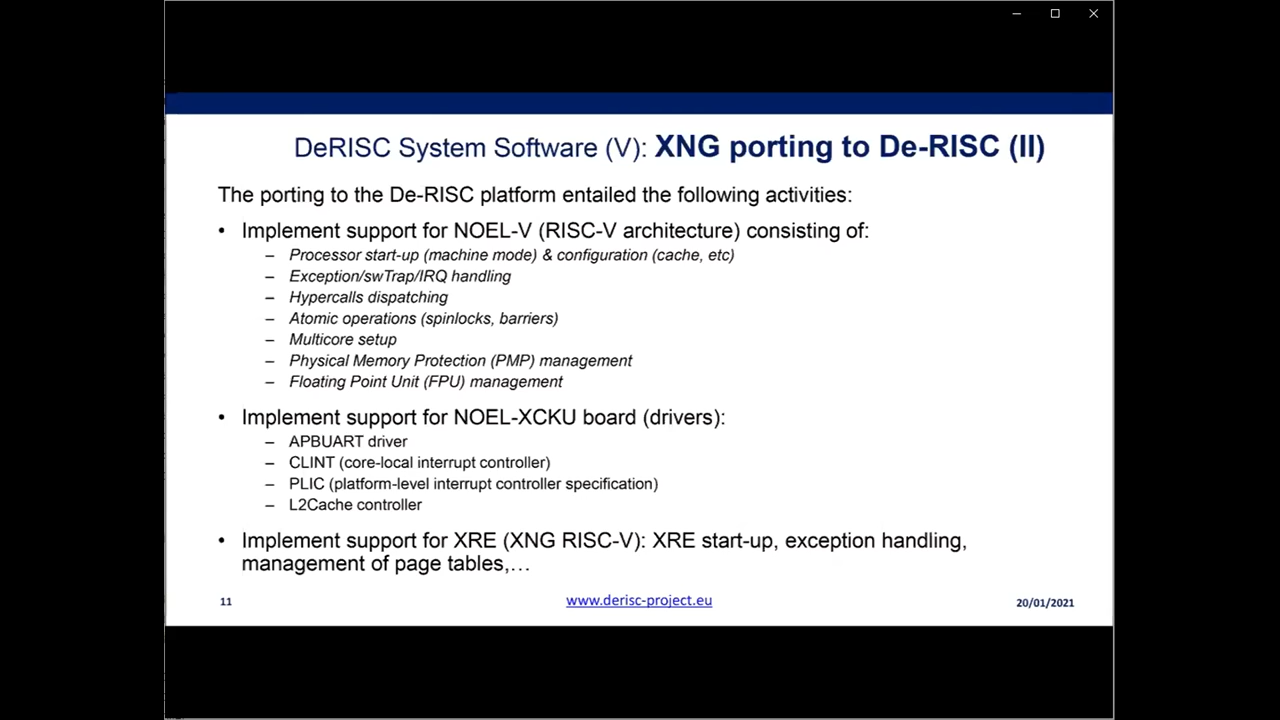 DeRISC System Software (V): XNG porting to De-RISC (II)
The porting to the De-RISC platform entailed the following activities:
• Implement support for NOEL-V (RISC-V architecture) consisting of:
– Processor start-up (machine mode) & configuration (cache, etc)
– Exception/swTrap/IRQ handling
– Hypercalls dispatching
– Atomic operations (spinlocks, barriers)
– Multicore setup
– Physical Memory Protection (PMP) management
– Floating Point Unit (FPU) management
• Implement support for NOEL-XCKU board (drivers):
– APBUART driver
– CLINT (core-local interrupt controller)
– PLIC (platform-level interrupt controller specification)
– L2Cache controller
• Implement support for XRE (XNG RISC-V): XRE start-up, exception handling,
management of page tables,…
11 www.derisc-project.eu 20/01/2021